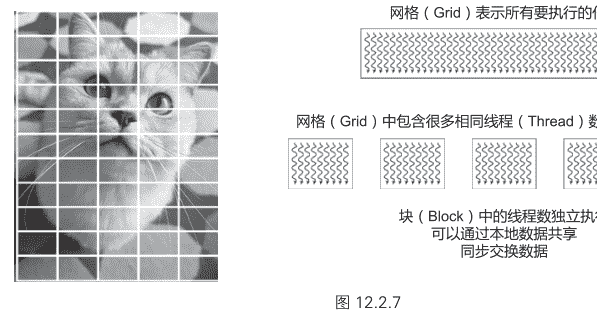 网格（Grid）表示所有要执行的
网格（Grid）中包含很多相同线程（Thread）数
块（Block）中的线程数独立执
可以通过本地数据共享
同步交换数据
图 12.2.7